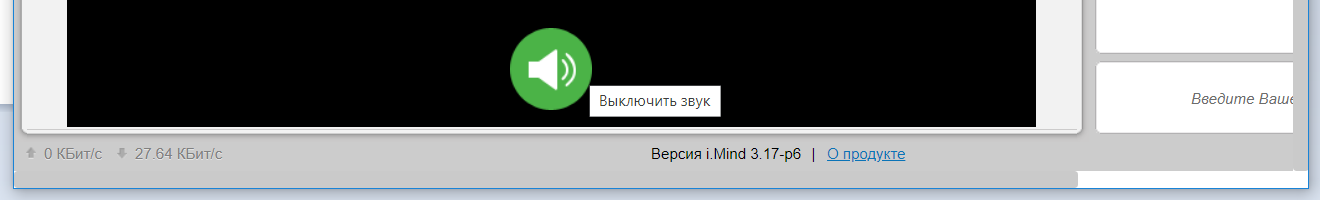 Выключить звук
Введите Ваше
0 КБит/с 27.64 КБит/с Версия i.Mind 3.17-p6 | О продукте